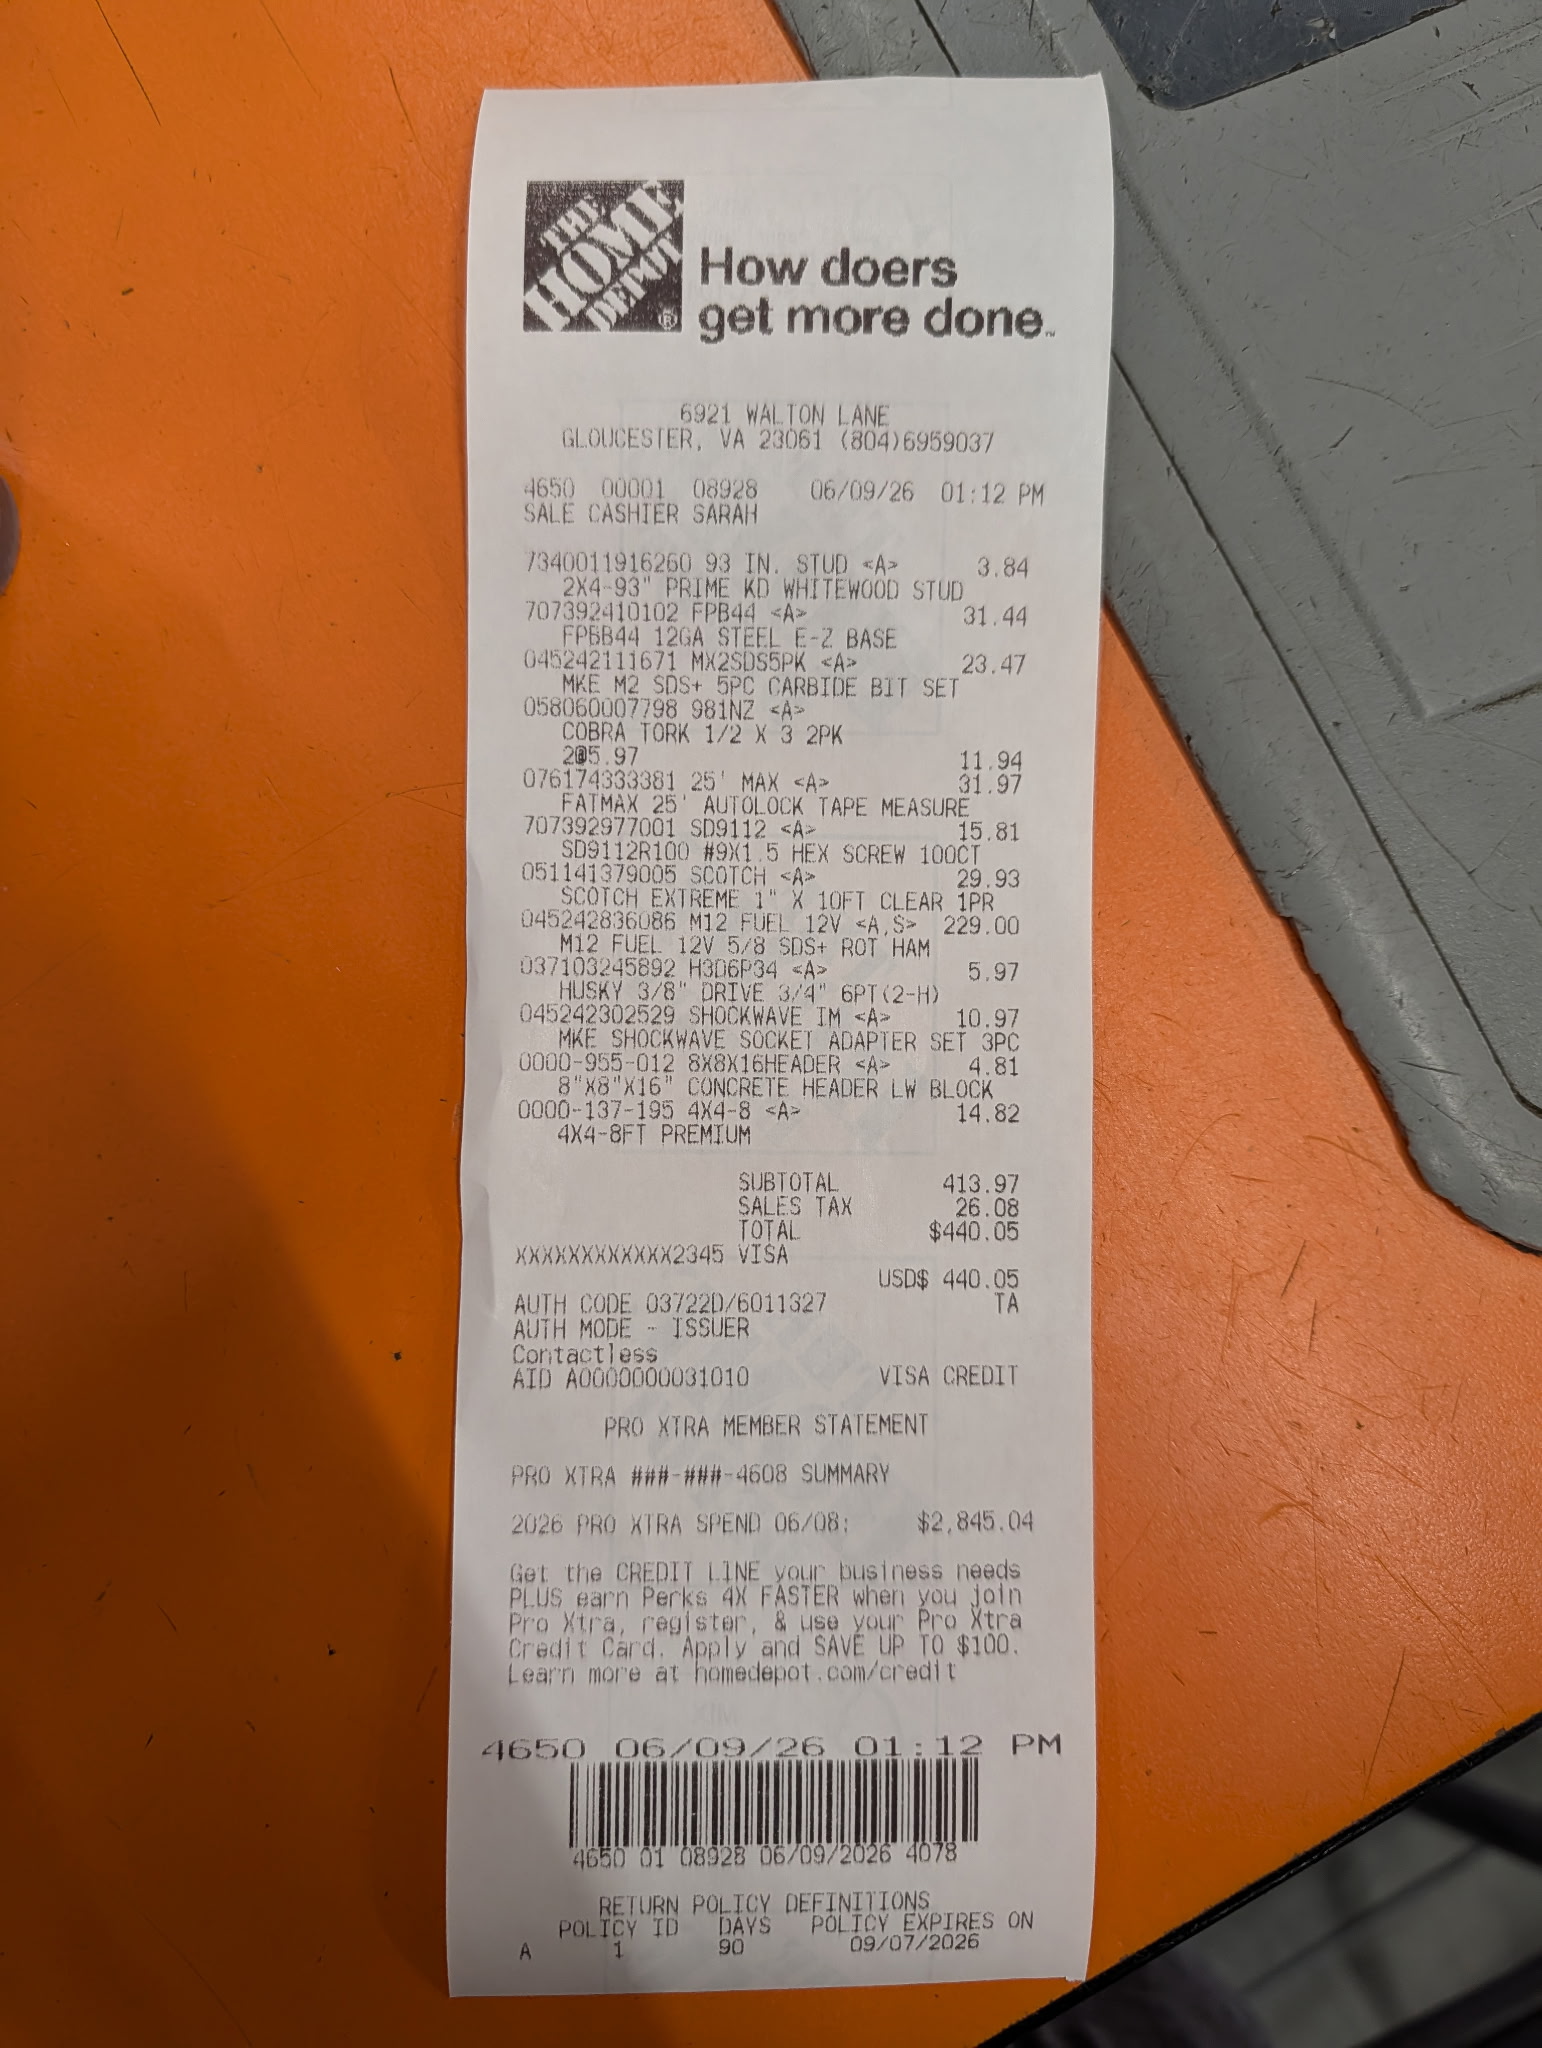 THE
HOME
DEPOT
®
How doers
get more done.™
6921 WALTON LANE
GLOUCESTER, VA 23061 (804)6959037
4650 00001 08928 06/09/26 01:12 PM
SALE CASHIER SARAH
7340011916260 93 IN. STUD <A> 3.84
2X4-93" PRIME KD WHITEWOOD STUD
707392410102 FPB44 <A> 31.44
FPBB44 12GA STEEL E-Z BASE
045242111671 MX2SDS5PK <A> 23.47
MKE M2 SDS+ 5PC CARBIDE BIT SET
058060007798 981NZ <A>
COBRA TORK 1/2 X 3 2PK
2@5.97 11.94
076174333381 25' MAX <A> 31.97
FATMAX 25' AUTOLOCK TAPE MEASURE
707392977001 SD9112 <A> 15.81
SD9112R100 #9X1.5 HEX SCREW 100CT
051141379005 SCOTCH <A> 29.93
SCOTCH EXTREME 1" X 10FT CLEAR 1PR
045242836086 M12 FUEL 12V <A,S> 229.00
M12 FUEL 12V 5/8 SDS+ ROT HAM
037103245892 H3D6P34 <A> 5.97
HUSKY 3/8" DRIVE 3/4" 6PT(2-H)
045242302529 SHOCKWAVE IM <A> 10.97
MKE SHOCKWAVE SOCKET ADAPTER SET 3PC
0000-955-012 8X8X16HEADER <A> 4.81
8"X8"X16" CONCRETE HEADER LW BLOCK
0000-137-195 4X4-8 <A> 14.82
4X4-8FT PREMIUM
SUBTOTAL 413.97
SALES TAX 26.08
TOTAL $440.05
XXXXXXXXXXXX2345 VISA
USD$ 440.05
AUTH CODE 03722D/6011327 TA
AUTH MODE - ISSUER
Contactless
AID A0000000031010 VISA CREDIT
PRO XTRA MEMBER STATEMENT
PRO XTRA ###-###-4608 SUMMARY
2026 PRO XTRA SPEND 06/08: $2,845.04
Get the CREDIT LINE your business needs
PLUS earn Perks 4X FASTER when you join
Pro Xtra, register, & use your Pro Xtra
Credit Card. Apply and SAVE UP TO $100.
Learn more at homedepot.com/credit
4650 06/09/26 01:12 PM
4650 01 08928 06/09/2026 4078
RETURN POLICY DEFINITIONS
POLICY ID DAYS POLICY EXPIRES ON
A 1 90 09/07/2026